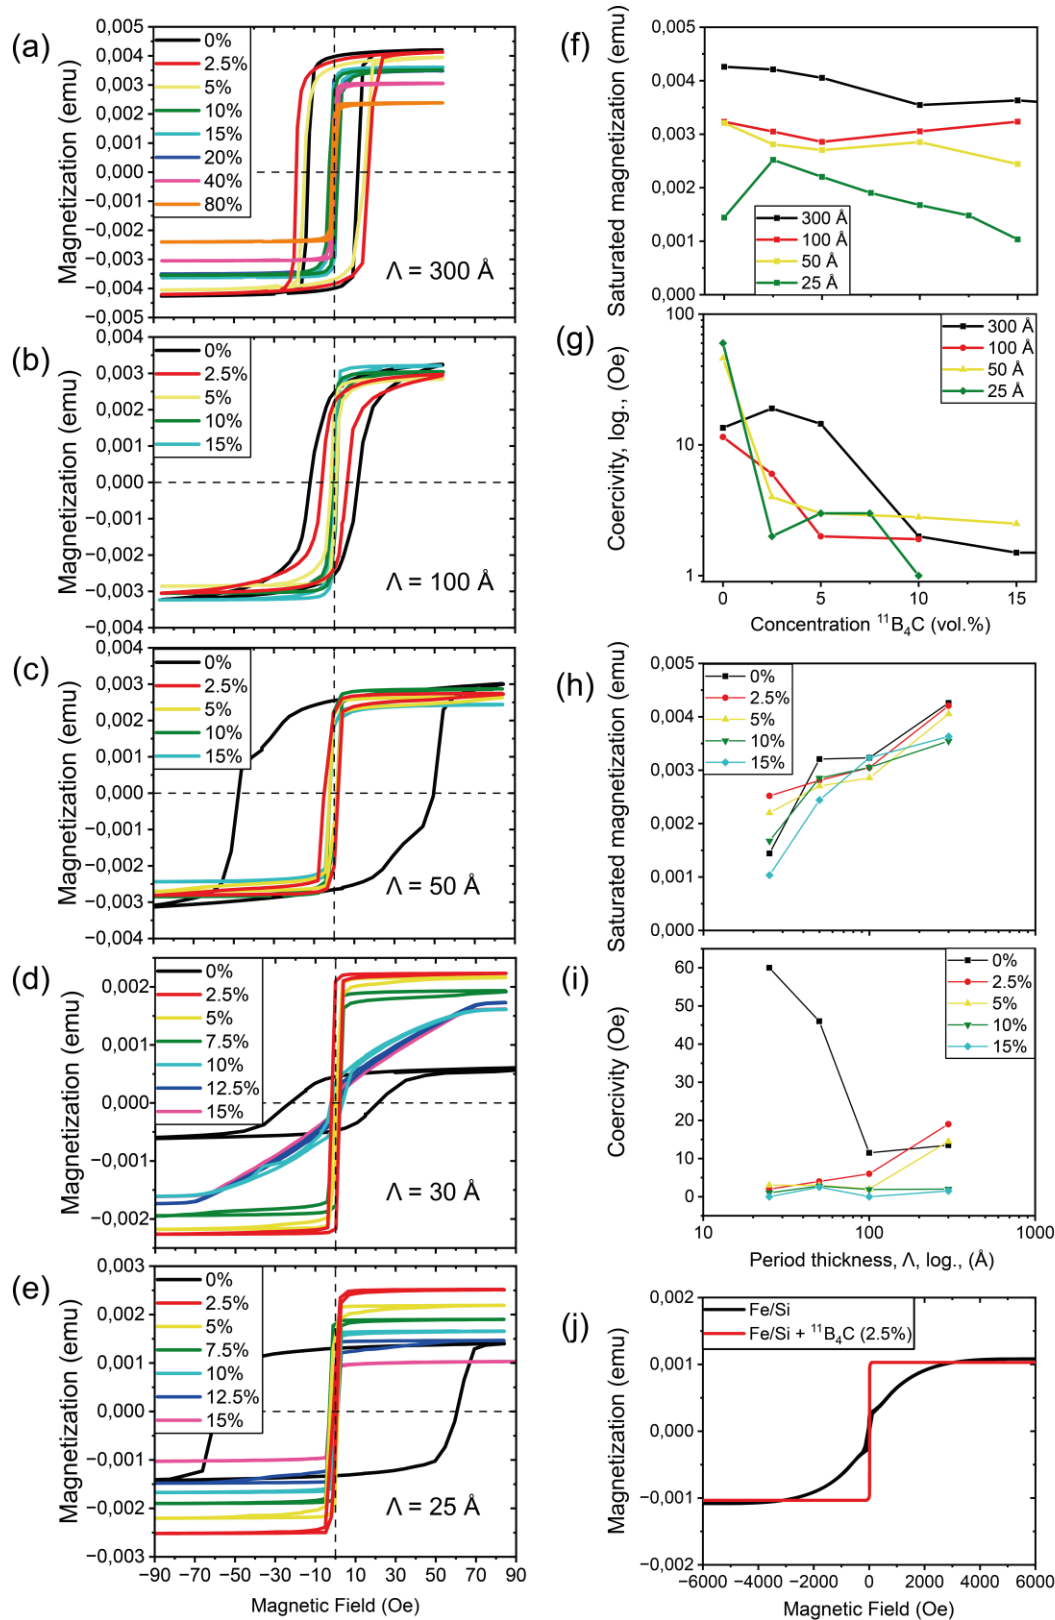 (a)
Magnetization (emu)
0,005
0,004
0,003
0,002
0,001
0,000
−0,001
−0,002
−0,003
−0,004
−0,005
0%
2.5%
5%
10%
15%
20%
40%
80%
Λ = 300 Å
(b)
Magnetization (emu)
0,004
0,003
0,002
0,001
0,000
−0,001
−0,002
−0,003
−0,004
0%
2.5%
5%
10%
15%
Λ = 100 Å
(c)
Magnetization (emu)
0,004
0,003
0,002
0,001
0,000
−0,001
−0,002
−0,003
−0,004
0%
2.5%
5%
10%
15%
Λ = 50 Å
(d)
Magnetization (emu)
0,002
0,001
0,000
−0,001
−0,002
0%
2.5%
5%
7.5%
10%
12.5%
15%
Λ = 30 Å
(e)
Magnetization (emu)
0,003
0,002
0,001
0,000
−0,001
−0,002
−0,003
0%
2.5%
5%
7.5%
10%
12.5%
15%
Λ = 25 Å
−90 −70 −50 −30 −10 10 30 50 70 90
Magnetic Field (Oe)
(f)
Saturated magnetization (emu)
0,005
0,004
0,003
0,002
0,001
0,000
300 Å
100 Å
50 Å
25 Å
(g)
Coercivity, log., (Oe)
100
10
1
300 Å
100 Å
50 Å
25 Å
0 5 10 15
Concentration ¹¹B₄C (vol.%)
(h)
Saturated magnetization (emu)
0,005
0,004
0,003
0,002
0,001
0,000
0%
2.5%
5%
10%
15%
(i)
Coercivity (Oe)
60
50
40
30
20
10
0
0%
2.5%
5%
10%
15%
10 100 1000
Period thickness, Λ, log., (Å)
(j)
Magnetization (emu)
0,002
0,001
0,000
−0,001
−0,002
Fe/Si
Fe/Si + ¹¹B₄C (2.5%)
−6000 −4000 −2000 0 2000 4000 6000
Magnetic Field (Oe)